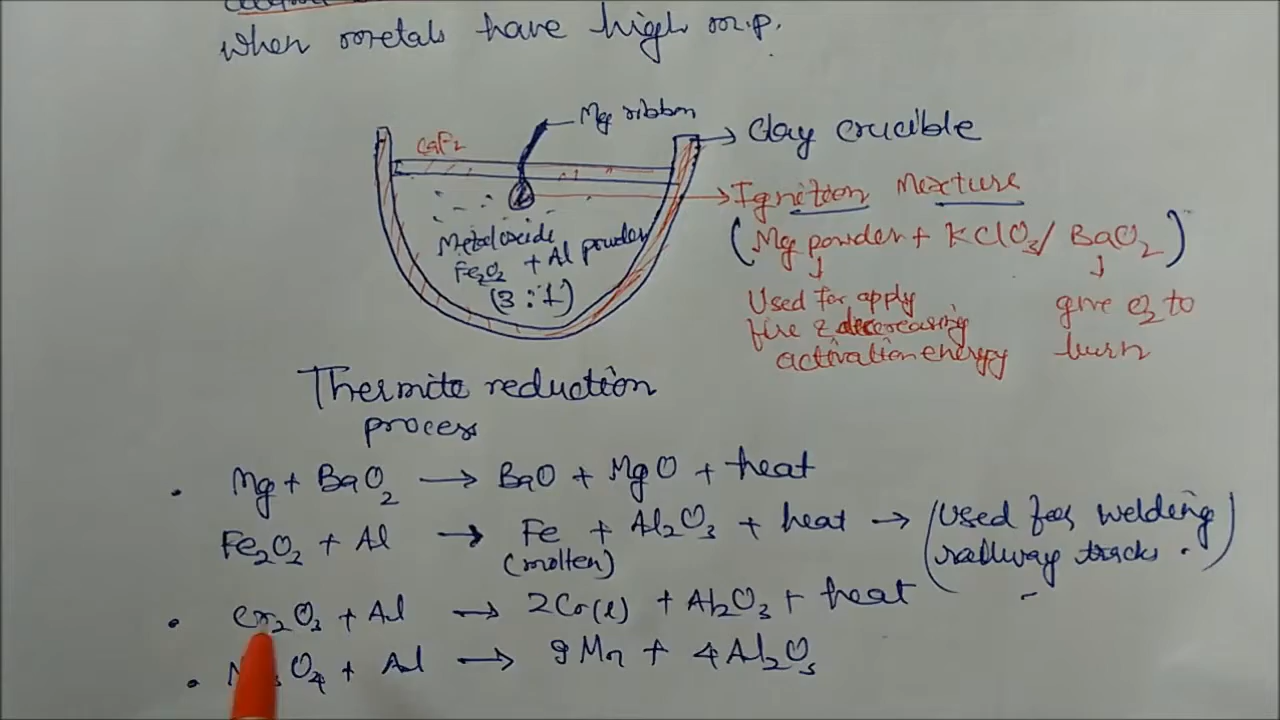 when metals have high m.p.
Mg ribbon
CaF2
Clay crucible
Ignition Mixture
(Mg powder + KClO3/ BaO2)
Metal oxide
Fe2O2 + Al powder
(3 : 1)
Used for apply
fire & decereasing
activation energy
give O2 to
burn
Thermite reduction
process
• Mg + BaO2 → BaO + MgO + heat
Fe2O2 + Al → Fe + Al2O3 + heat → (Used for welding
(molten)
railway tracks.)
• Cr2O3 + Al → 2Cr(l) + Al2O3 + heat
• O4 + Al → 9Mn + 4Al2O3